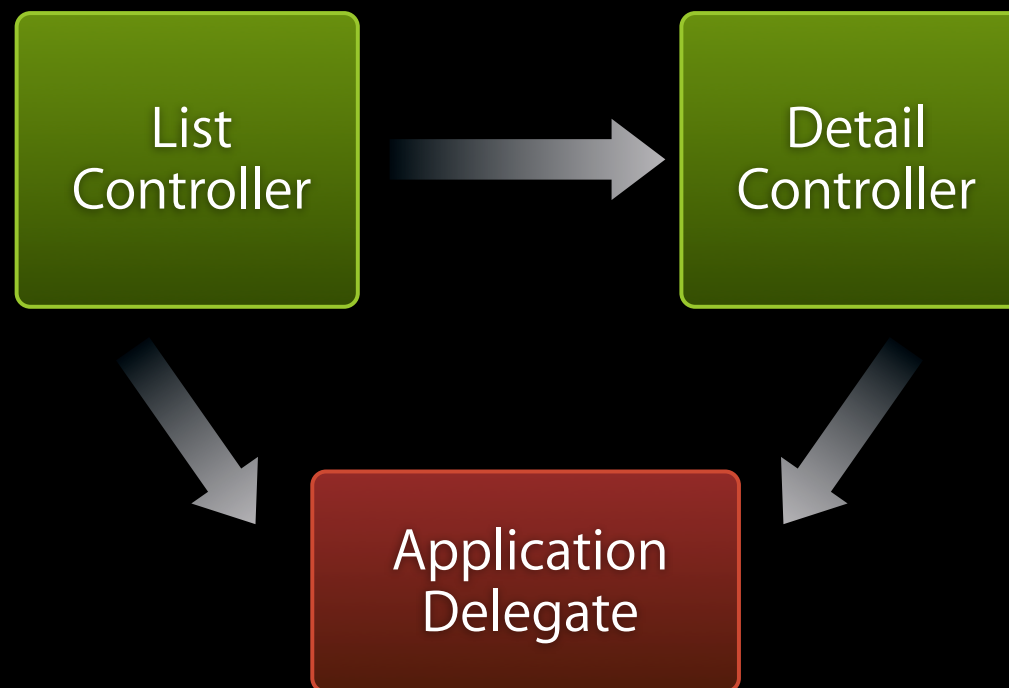 List
Controller
Detail
Controller
Application
Delegate